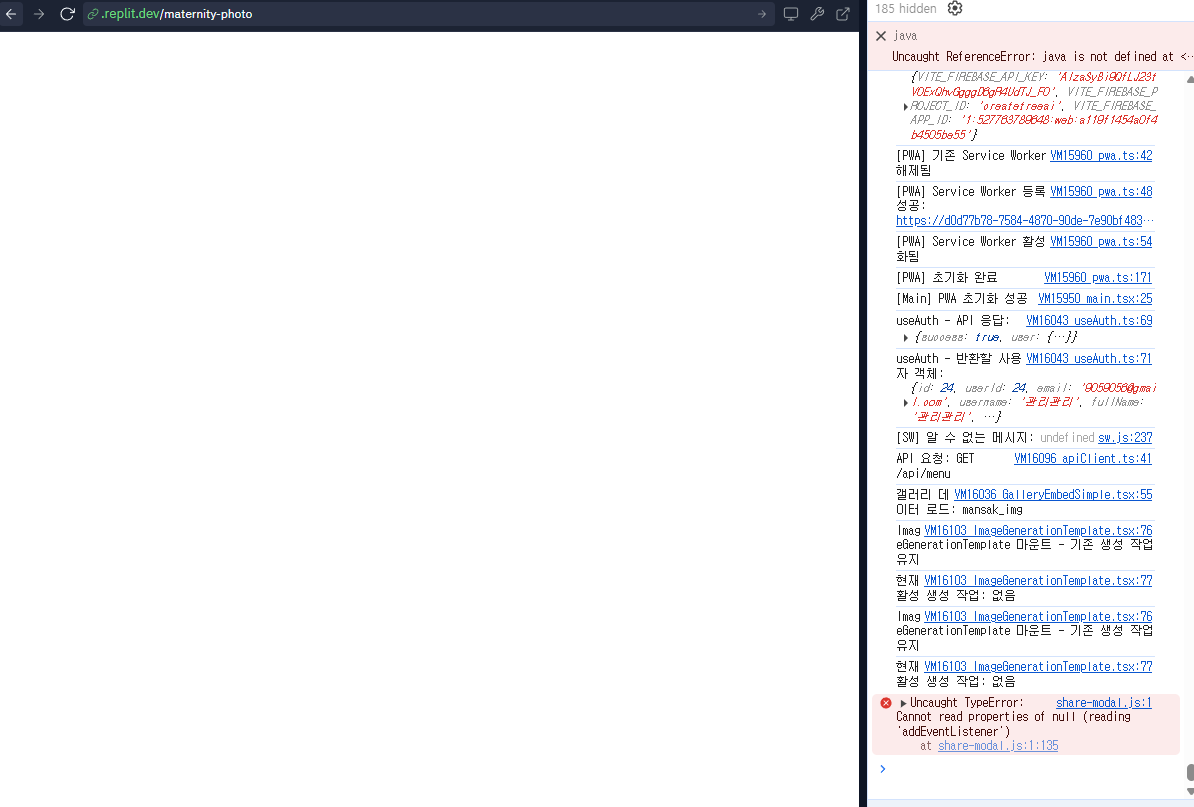 .replit.dev/maternity-photo
185 hidden
java
Uncaught ReferenceError: java is not defined at <…
{VITE_FIREBASE_API_KEY:
VITE_FIREBASE_P
ROJECT_ID: 'createtreeai', VITE_FIREBASE_
APP_ID: '1:527763789648:web:a119f1454a0f4
b4505be55'}
[PWA] 기존 Service Worker VM15960 pwa.ts:42
해제됨
[PWA] Service Worker 등록 VM15960 pwa.ts:48
성공:
https://d0d77b78-7584-4870-90de-7e90bf483…
[PWA] Service Worker 활성 VM15960 pwa.ts:54
화됨
[PWA] 초기화 완료 VM15960 pwa.ts:171
[Main] PWA 초기화 성공 VM15950 main.tsx:25
useAuth - API 응답: VM16043 useAuth.ts:69
{success: true, user: {…}}
useAuth - 반환할 사용 VM16043 useAuth.ts:71
자 객체:
{id: 24, userId: 24, email: '9059056@gmai
l.com', username: '관리관리', fullName:
'관리관리', …}
[SW] 알 수 없는 메시지: undefined sw.js:237
API 요청: GET VM16096 apiClient.ts:41
/api/menu
갤러리 데 VM16036 GalleryEmbedSimple.tsx:55
이터 로드: mansak_img
Imag VM16103 ImageGenerationTemplate.tsx:76
eGenerationTemplate 마운트 - 기존 생성 작업
유지
현재 VM16103 ImageGenerationTemplate.tsx:77
활성 생성 작업: 없음
Imag VM16103 ImageGenerationTemplate.tsx:76
eGenerationTemplate 마운트 - 기존 생성 작업
유지
현재 VM16103 ImageGenerationTemplate.tsx:77
활성 생성 작업: 없음
Uncaught TypeError: share-modal.js:1
Cannot read properties of null (reading
'addEventListener')
at share-modal.js:1:135